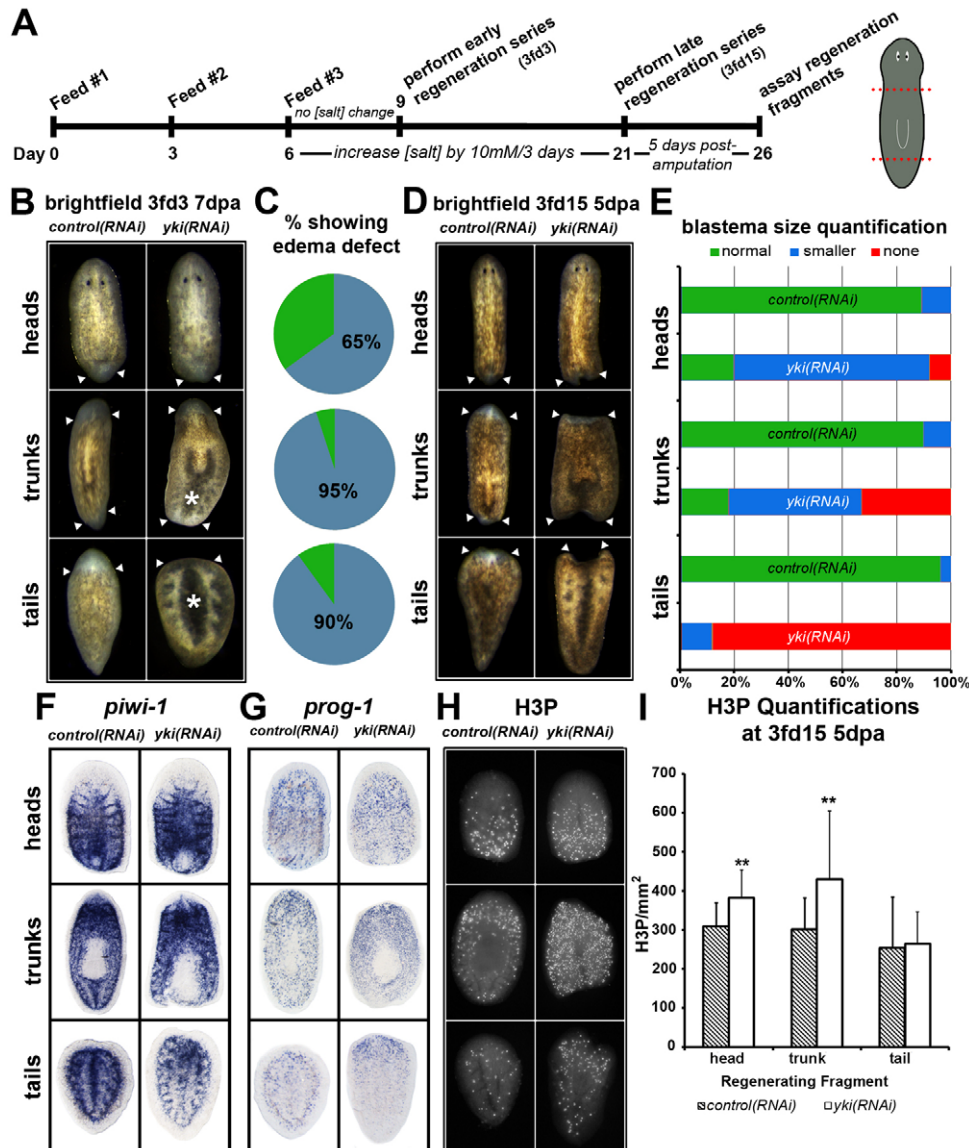 A
Feed #1
Feed #2
Feed #3
no [salt] change
perform early
regeneration series
(3fd3)
perform late
regeneration series
(3fd15)
assay regeneration
fragments
Day 0
3
6
increase [salt] by 10mM/3 days
9
21
5 days post-
amputation
26
B
brightfield 3fd3 7dpa
control(RNAi)
yki(RNAi)
heads
trunks
*
tails
*
C
% showing
edema defect
65%
95%
90%
D
brightfield 3fd15 5dpa
control(RNAi)
yki(RNAi)
heads
trunks
tails
E
blastema size quantification
normal
smaller
none
heads
control(RNAi)
yki(RNAi)
trunks
control(RNAi)
yki(RNAi)
tails
control(RNAi)
yki(RNAi)
0%
20%
40%
60%
80%
100%
F
piwi-1
control(RNAi)
yki(RNAi)
heads
trunks
tails
G
prog-1
control(RNAi)
yki(RNAi)
H
H3P
control(RNAi)
yki(RNAi)
I
H3P Quantifications
at 3fd15 5dpa
H3P/mm²
700
600
500
400
300
200
100
0
**
**
head
trunk
tail
Regenerating Fragment
control(RNAi)
yki(RNAi)